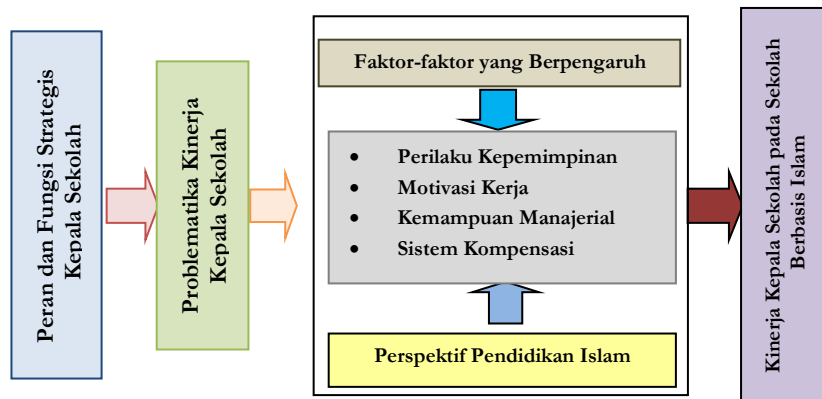 Peran dan Fungsi Strategis
Kepala Sekolah
Problematika Kinerja
Kepala Sekolah
Faktor-faktor yang Berpengaruh
• Perilaku Kepemimpinan
• Motivasi Kerja
• Kemampuan Manajerial
• Sistem Kompensasi
Perspektif Pendidikan Islam
Kinerja Kepala Sekolah pada Sekolah
Berbasis Islam